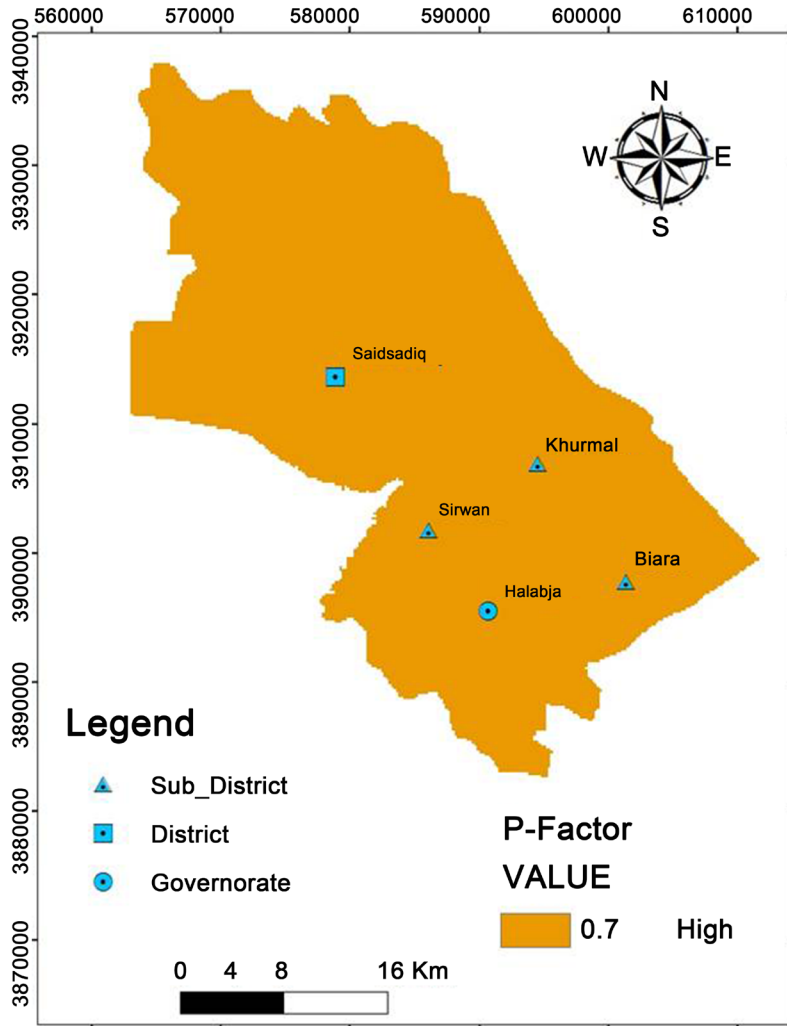 560000 570000 580000 590000 600000 610000
3940000
3930000
3920000
3910000
3900000
3890000
3880000
3870000
N
W E
S
Saidsadiq
Khurmal
Sirwan
Biara
Halabja
Legend
Sub_District
District
Governorate
P-Factor
VALUE
0.7 High
0 4 8 16 Km